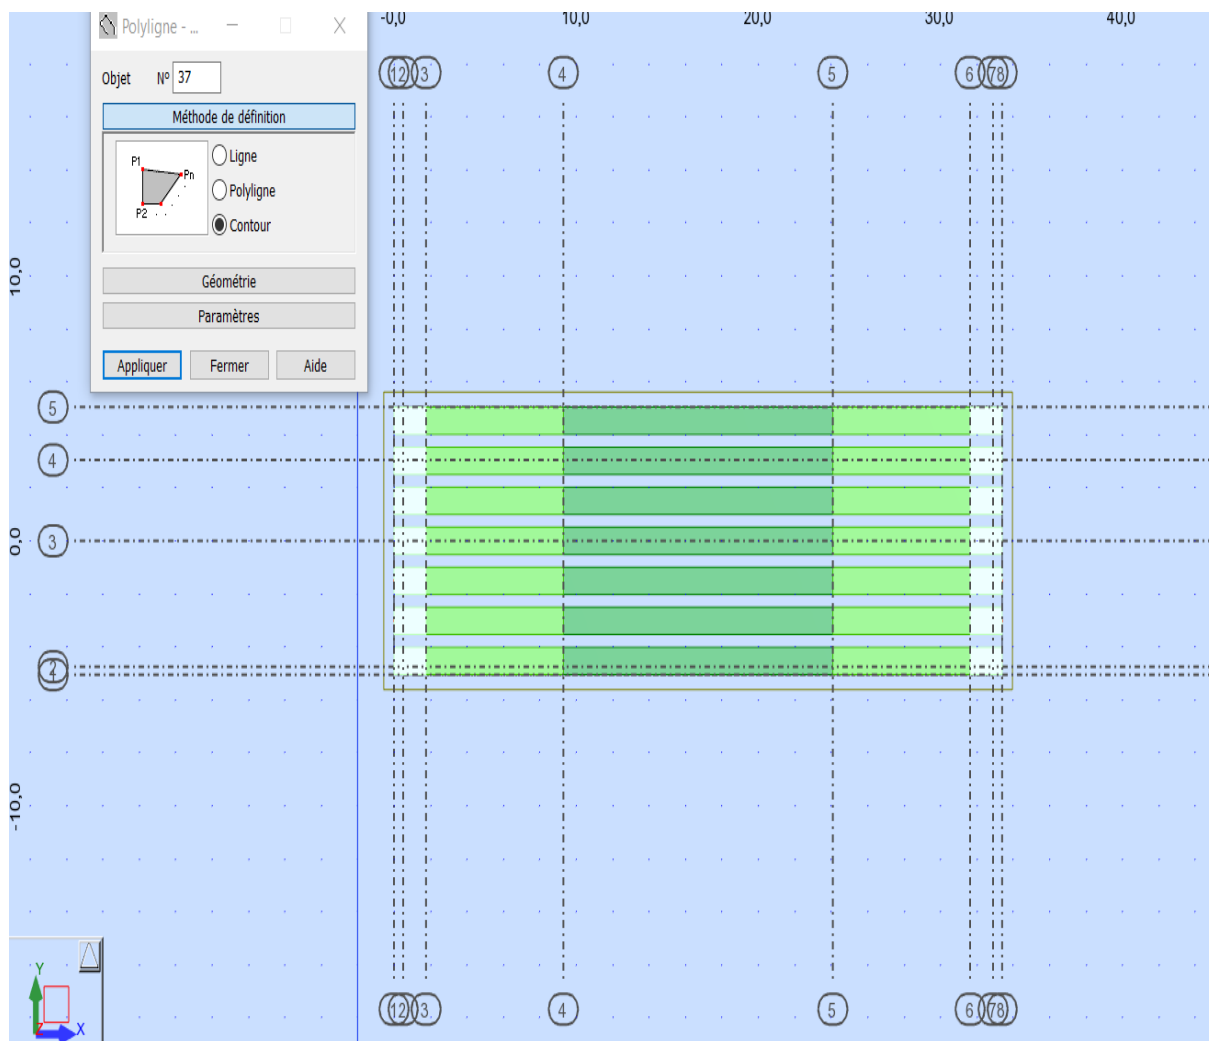 Polyligne - ...
-0,0 10,0 20,0 30,0 40,0
Objet Nº 37
1 2 3 4 5 6 7 8
Méthode de définition
P1 Pn
P2 . . .
Ligne
Polyligne
Contour
10,0
Géométrie
Paramètres
Appliquer Fermer Aide
5
4
0,0
3
2
-10,0
Y
Z X
1 2 3 4 5 6 7 8